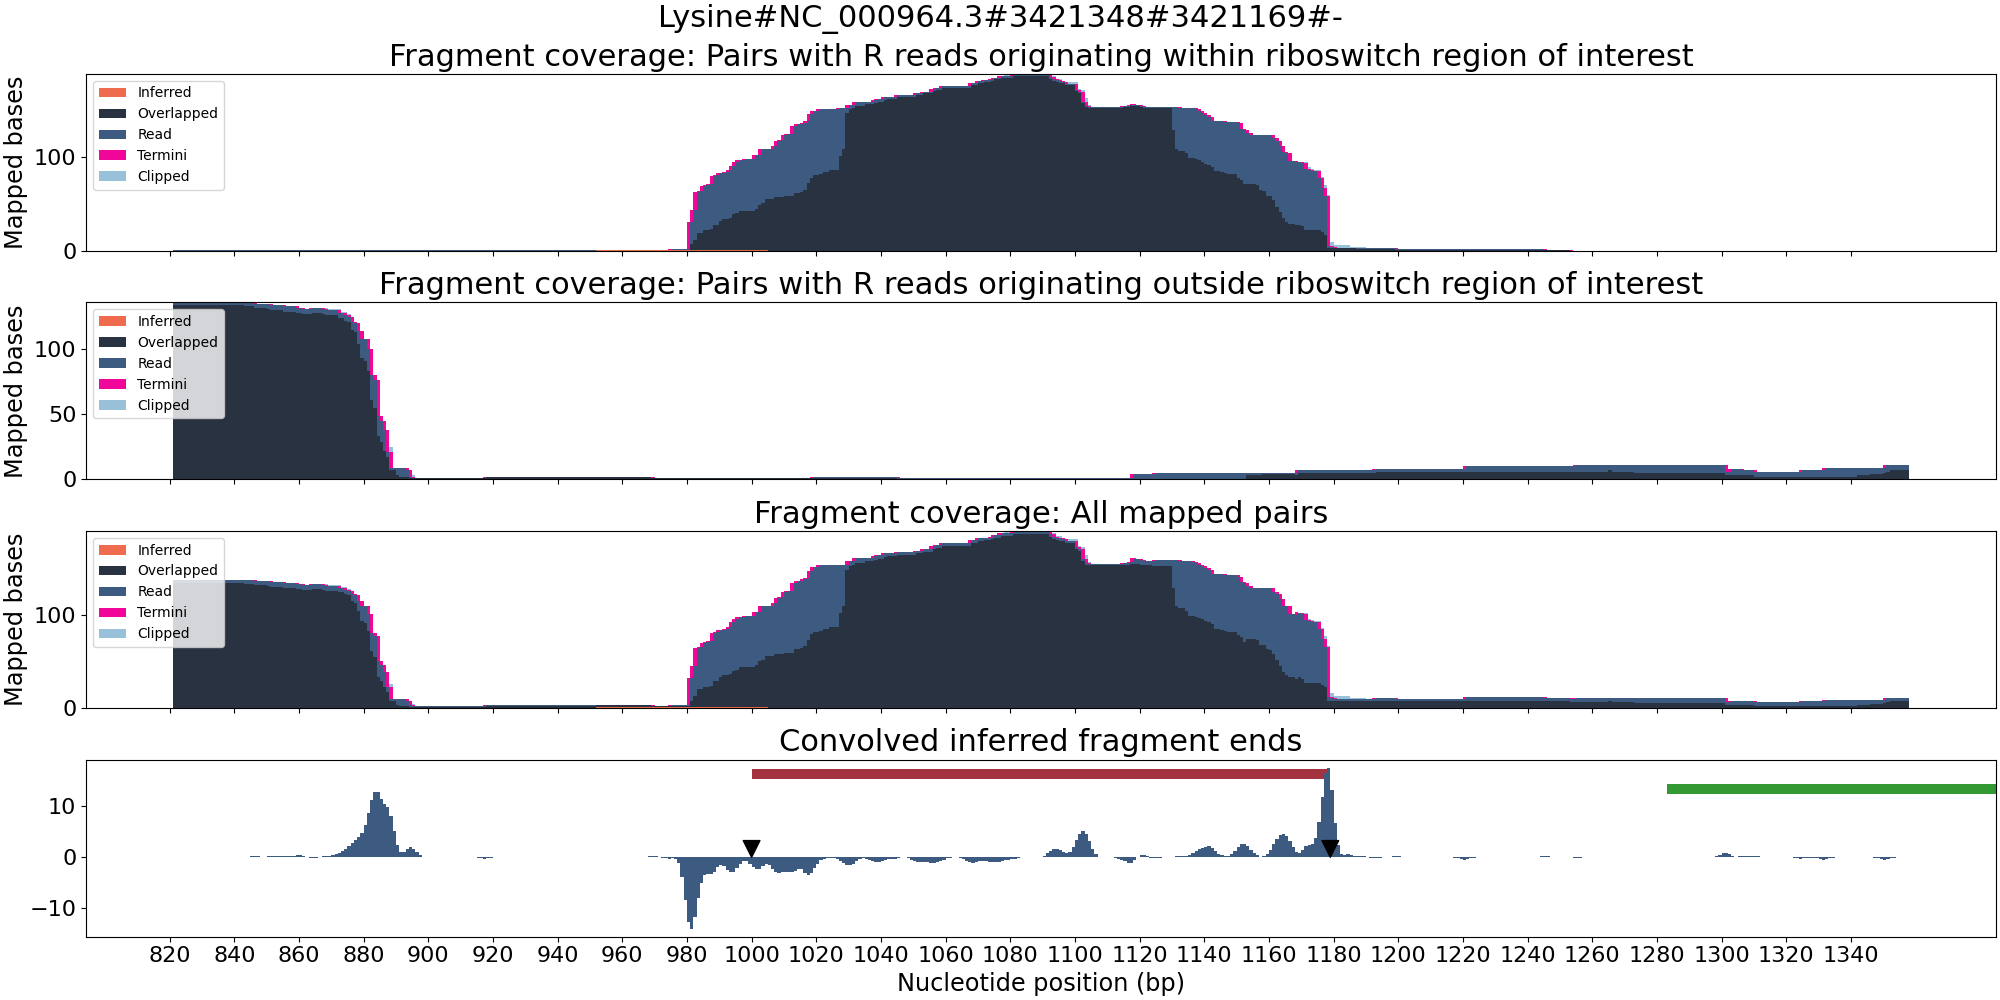 Lysine#NC_000964.3#3421348#3421169#-
Fragment coverage: Pairs with R reads originating within riboswitch region of interest
Mapped bases
100
0
Inferred
Overlapped
Read
Termini
Clipped
Fragment coverage: Pairs with R reads originating outside riboswitch region of interest
Mapped bases
100
50
0
Inferred
Overlapped
Read
Termini
Clipped
Fragment coverage: All mapped pairs
Mapped bases
100
0
Inferred
Overlapped
Read
Termini
Clipped
Convolved inferred fragment ends
10
0
−10
820 840 860 880 900 920 940 960 980 1000 1020 1040 1060 1080 1100 1120 1140 1160 1180 1200 1220 1240 1260 1280 1300 1320 1340
Nucleotide position (bp)